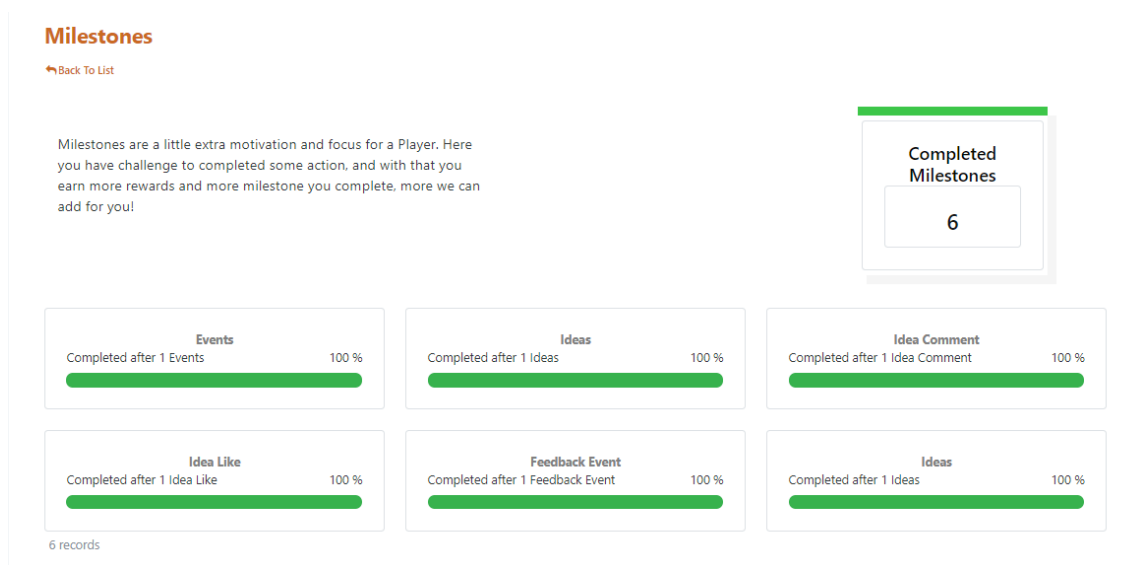 Milestones
Back To List
Milestones are a little extra motivation and focus for a Player. Here
you have challenge to completed some action, and with that you
earn more rewards and more milestone you complete, more we can
add for you!
Completed
Milestones
6
Events
Completed after 1 Events 100 %
Ideas
Completed after 1 Ideas 100 %
Idea Comment
Completed after 1 Idea Comment 100 %
Idea Like
Completed after 1 Idea Like 100 %
Feedback Event
Completed after 1 Feedback Event 100 %
Ideas
Completed after 1 Ideas 100 %
6 records